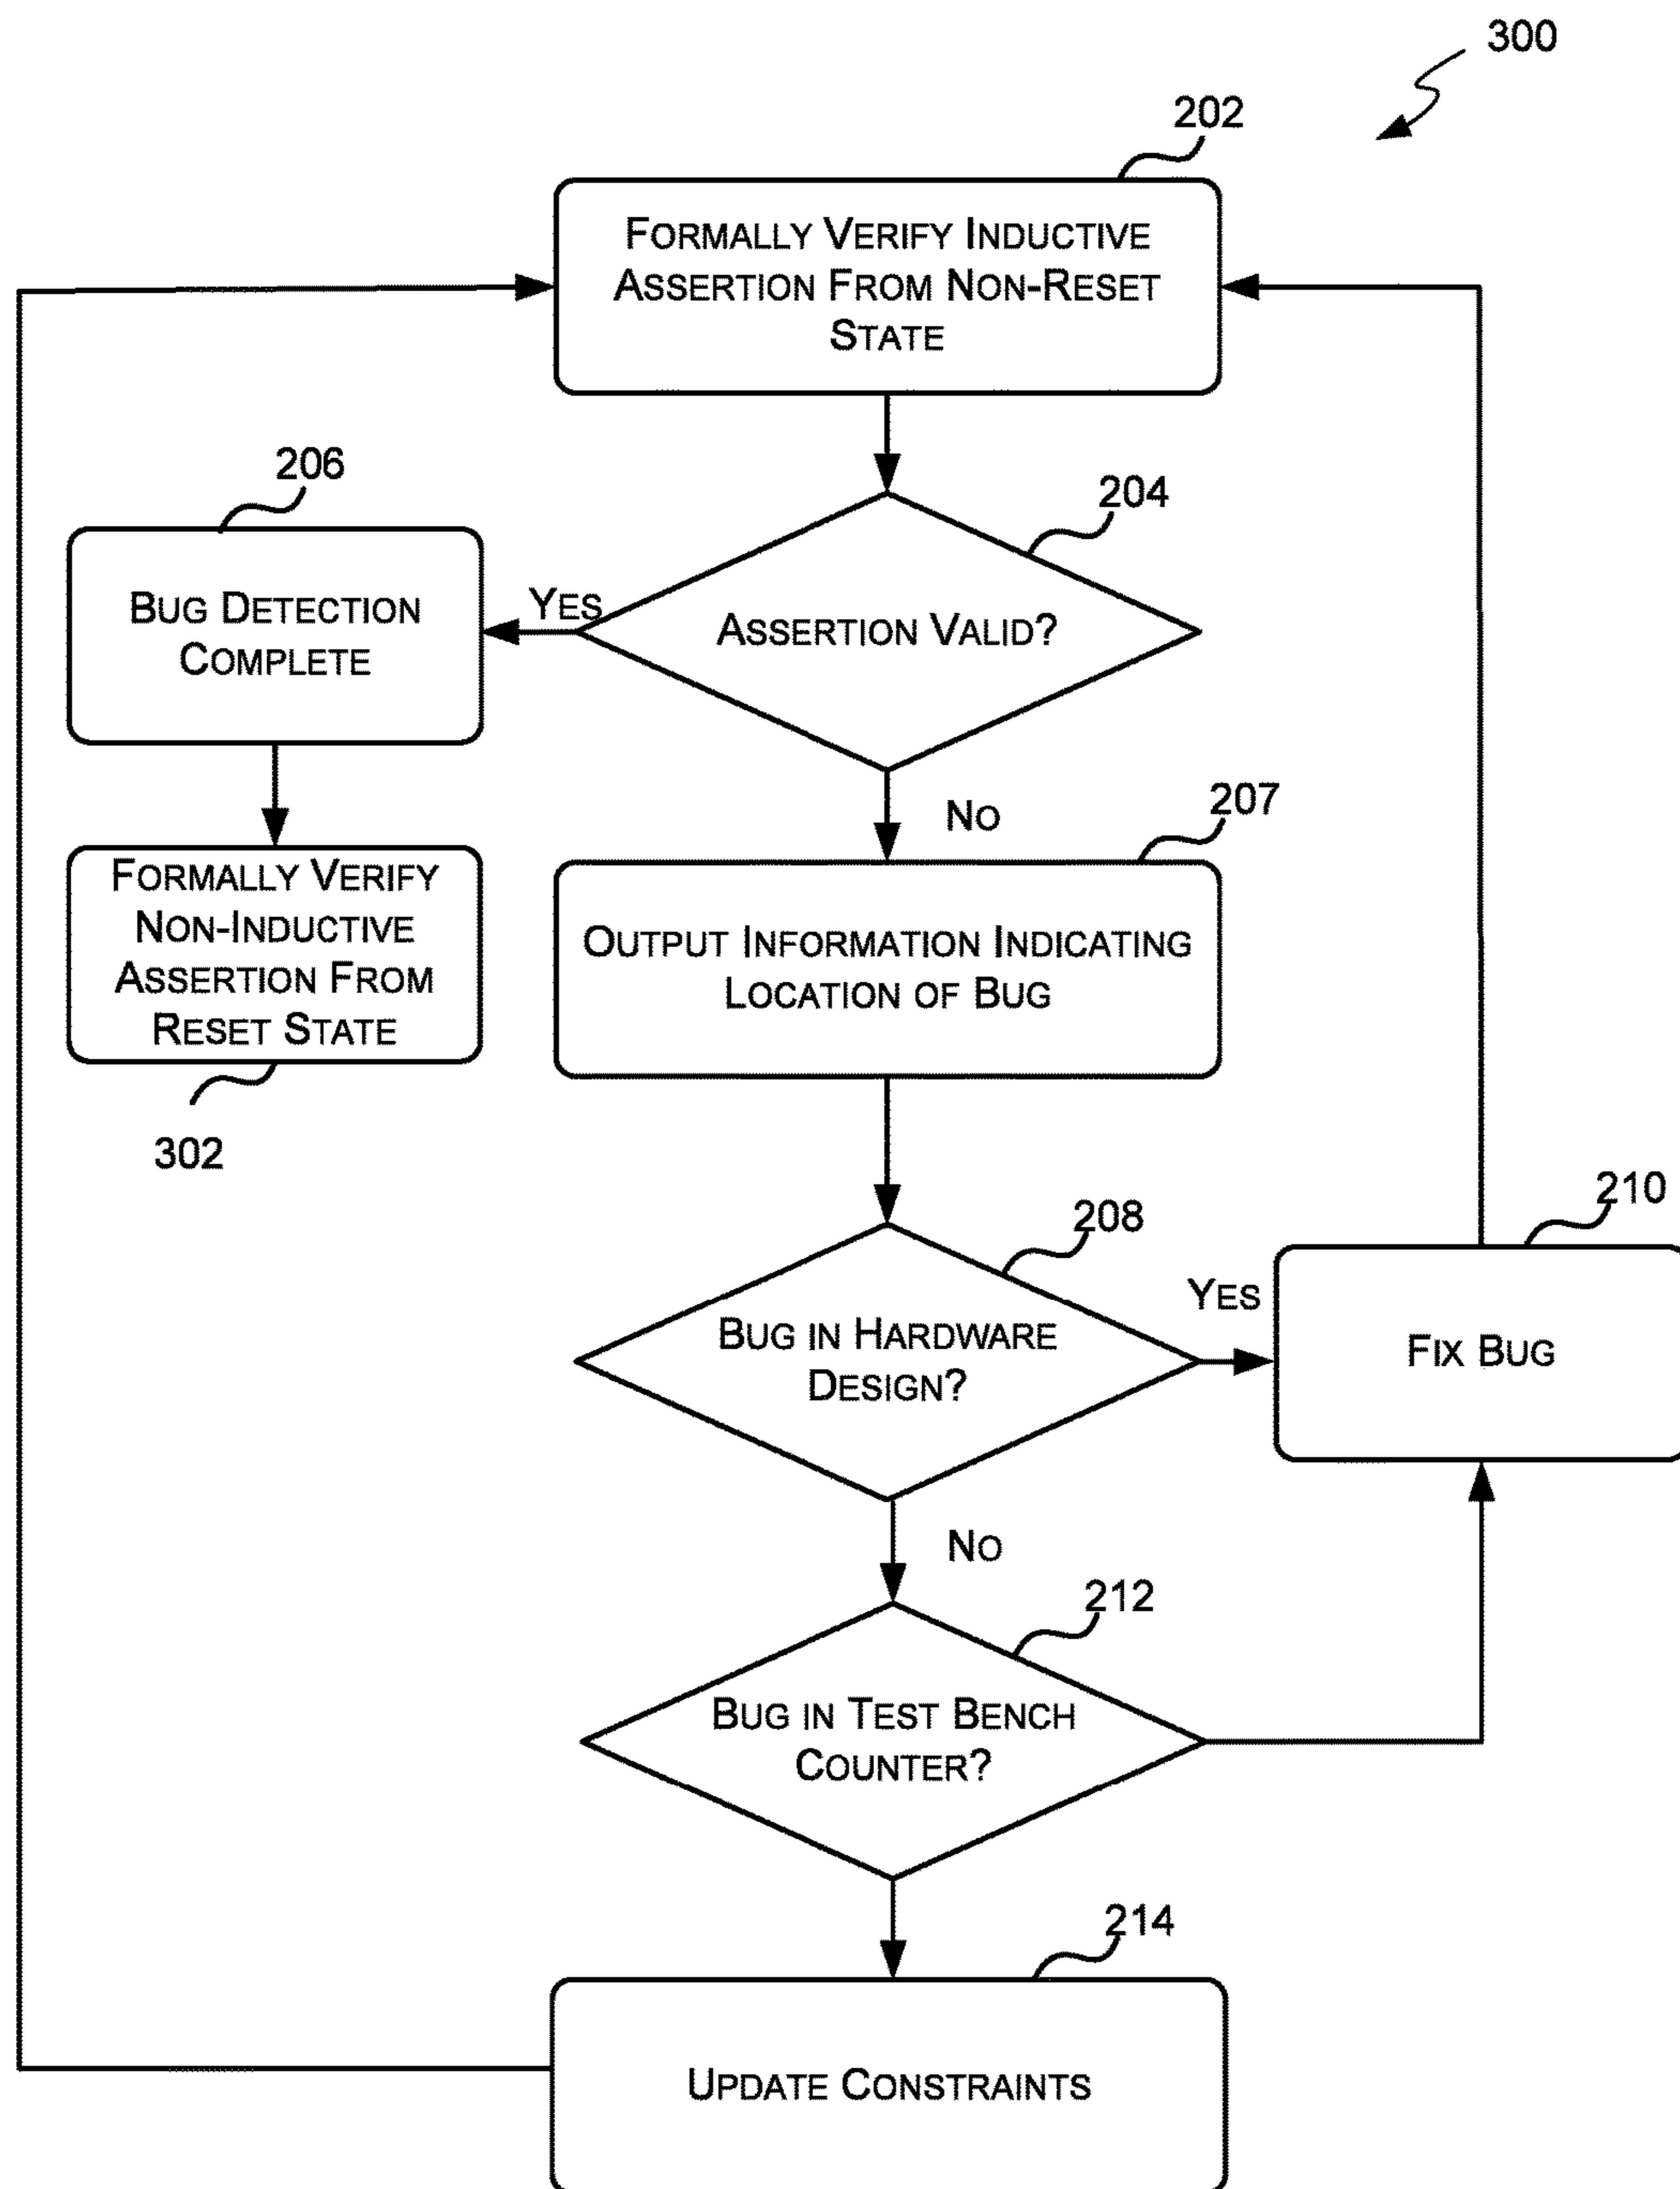 300
202
Formally Verify Inductive
Assertion From Non-Reset
State
206
204
Bug Detection
Complete
Yes
Assertion Valid?
No
207
Formally Verify
Non-Inductive
Assertion From
Reset State
302
Output Information Indicating
Location of Bug
208
210
Yes
Bug in Hardware
Design?
Fix Bug
No
212
Bug in Test Bench
Counter?
214
Update Constraints